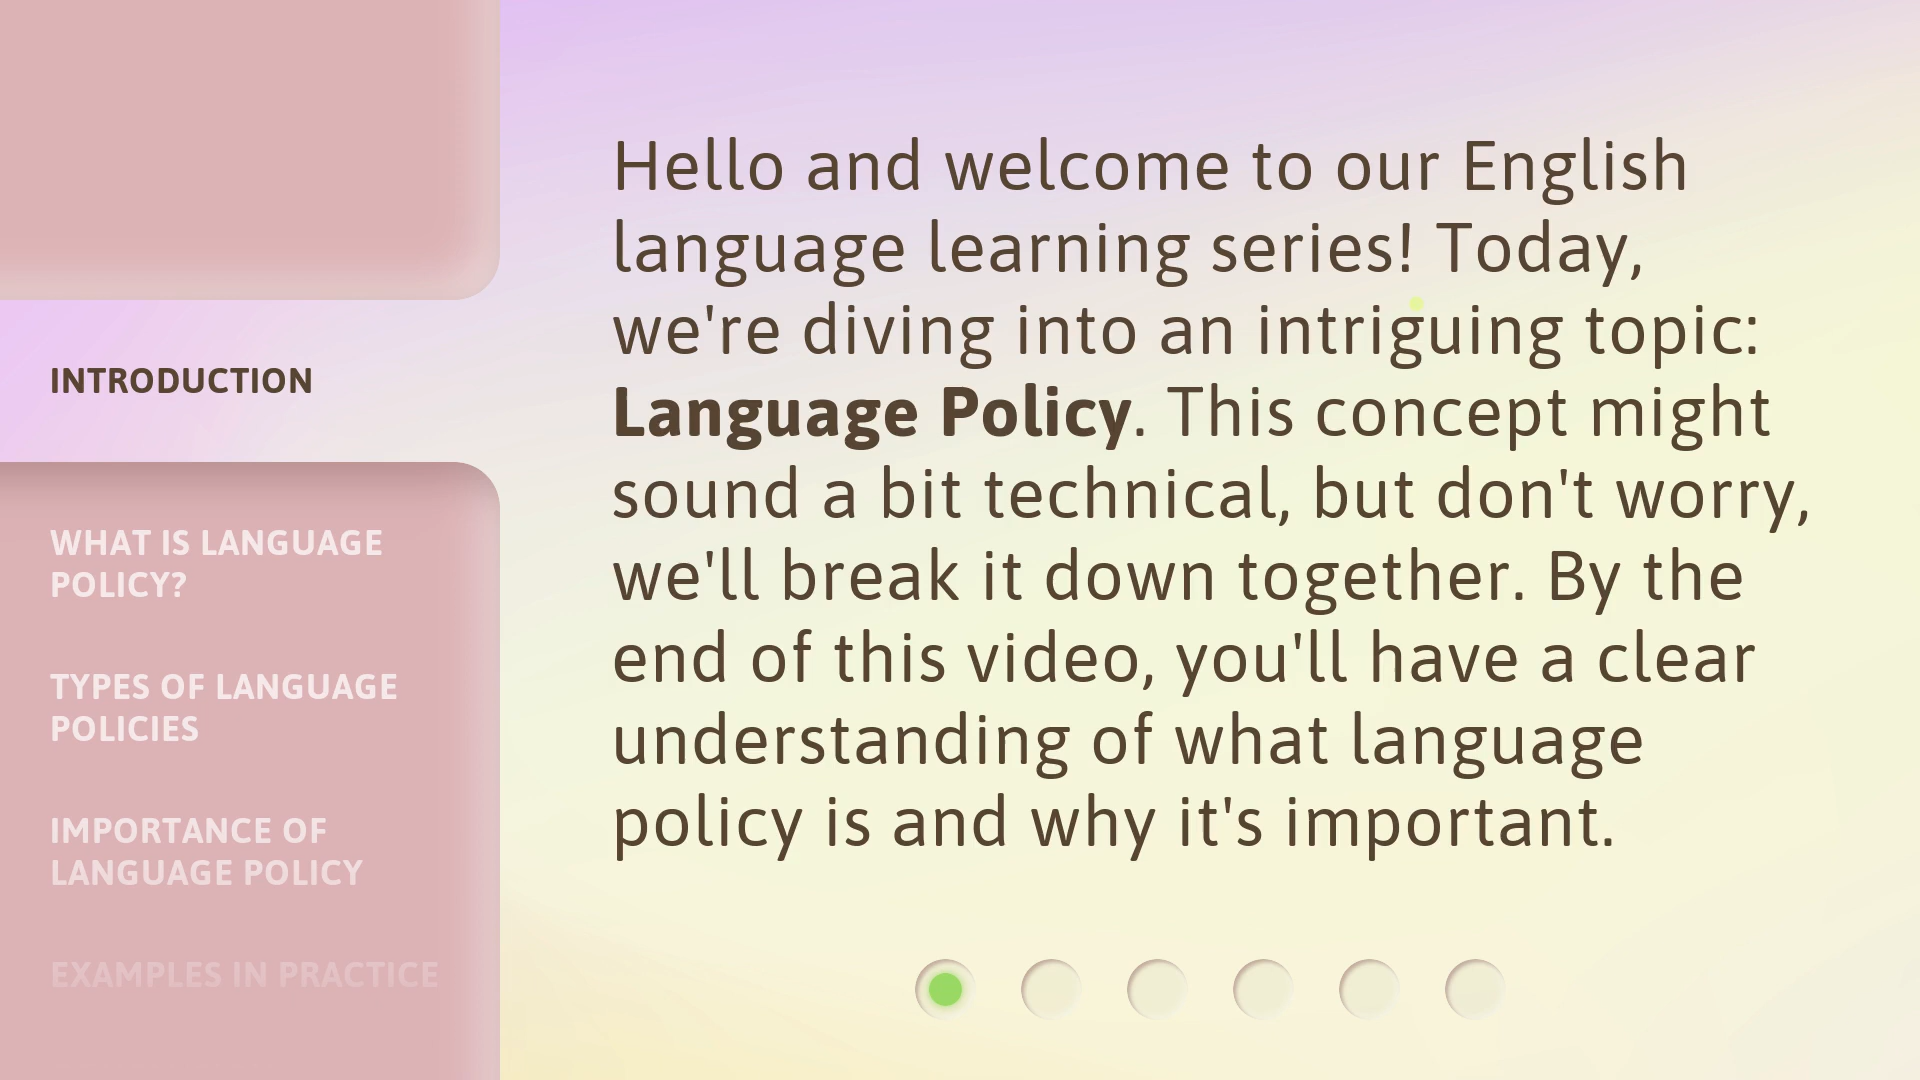 INTRODUCTION
WHAT IS LANGUAGE
POLICY?
TYPES OF LANGUAGE
POLICIES
IMPORTANCE OF
LANGUAGE POLICY
EXAMPLES IN PRACTICE
Hello and welcome to our English
language learning series! Today,
we're diving into an intriguing topic:
Language Policy. This concept might
sound a bit technical, but don't worry,
we'll break it down together. By the
end of this video, you'll have a clear
understanding of what language
policy is and why it's important.